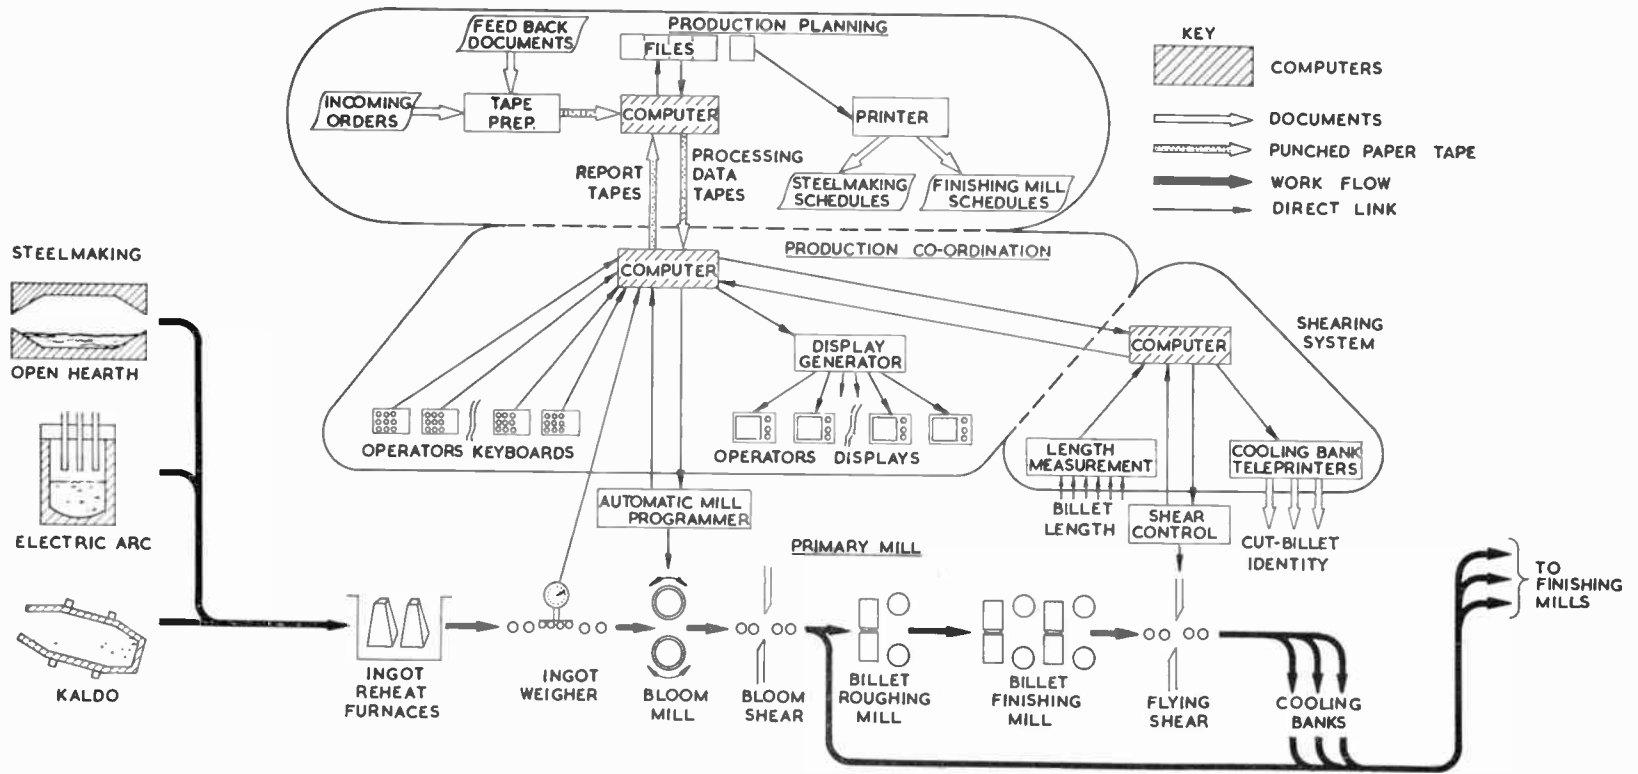 PRODUCTION PLANNING
FEED BACK
DOCUMENTS
FILES
INCOMING
ORDERS
TAPE
PREP.
COMPUTER
PRINTER
REPORT
TAPES
PROCESSING
DATA
TAPES
STEELMAKING
SCHEDULES
FINISHING MILL
SCHEDULES
KEY
COMPUTERS
DOCUMENTS
PUNCHED PAPER TAPE
WORK FLOW
DIRECT LINK
PRODUCTION CO-ORDINATION
COMPUTER
DISPLAY
GENERATOR
OPERATORS KEYBOARDS
OPERATORS DISPLAYS
SHEARING
SYSTEM
COMPUTER
LENGTH
MEASUREMENT
COOLING BANK
TELEPRINTERS
BILLET
LENGTH
SHEAR
CONTROL
CUT-BILLET
IDENTITY
AUTOMATIC MILL
PROGRAMMER
STEELMAKING
OPEN HEARTH
ELECTRIC ARC
KALDO
PRIMARY MILL
INGOT
REHEAT
FURNACES
INGOT
WEIGHER
BLOOM
MILL
BLOOM
SHEAR
BILLET
ROUGHING
MILL
BILLET
FINISHING
MILL
FLYING
SHEAR
COOLING
BANKS
TO
FINISHING
MILLS